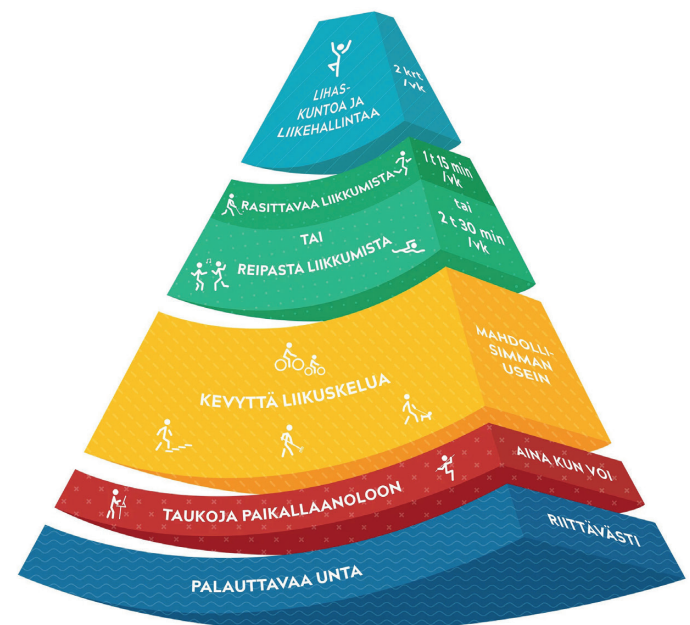 LIHAS-
KUNTOA JA
LIIKEHALLINTAA
2 krt
/vk
RASITTAVAA LIIKKUMISTA
1 t 15 min
/vk
TAI
tai
REIPASTA LIIKKUMISTA
2 t 30 min
/vk
KEVYTTÄ LIIKUSKELUA
MAHDOLLI-
SIMMAN
USEIN
TAUKOJA PAIKALLAANOLOON
AINA KUN VOI
PALAUTTAVAA UNTA
RIITTÄVÄSTI